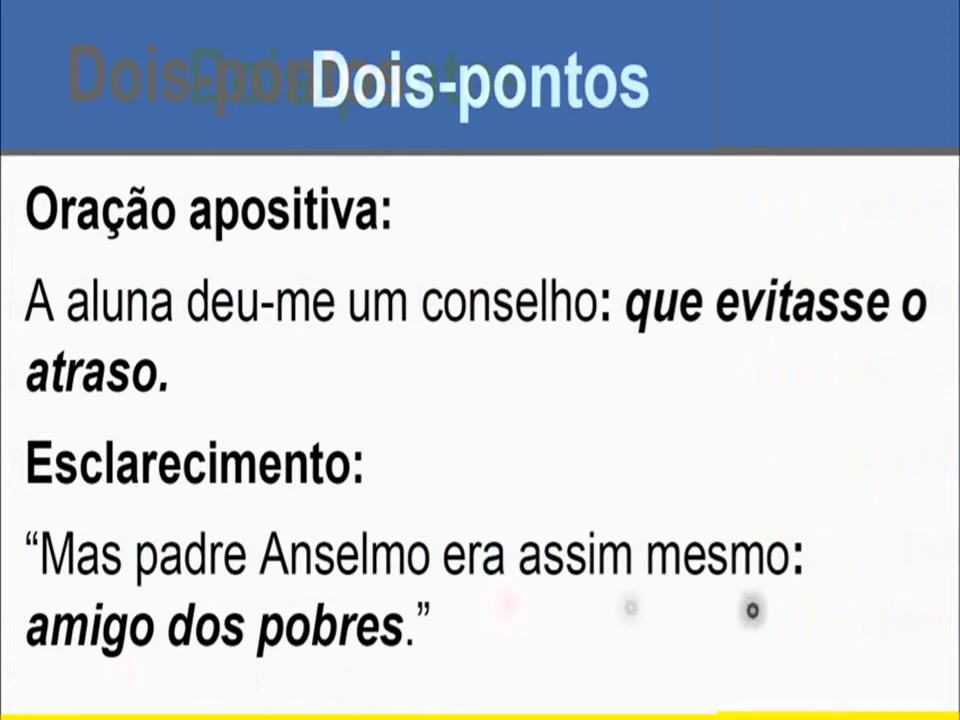 Dois-pontos
Oração apositiva:
A aluna deu-me um conselho: que evitasse o
atraso.
Esclarecimento:
“Mas padre Anselmo era assim mesmo:
amigo dos pobres.”